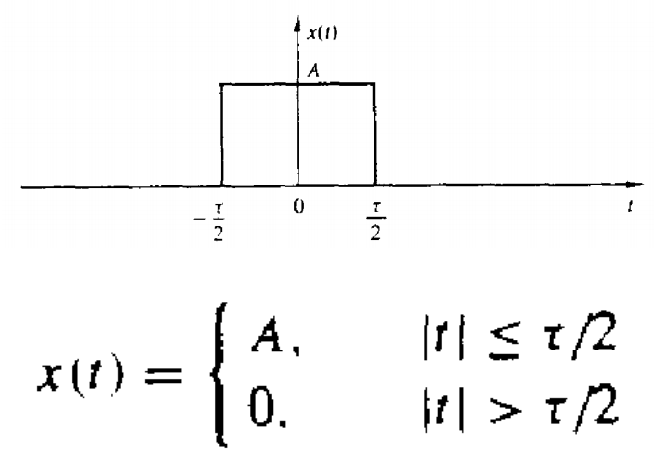 x(t)
A
-τ/2 0 τ/2 t
x(t) = { A, |t| ≤ τ/2
0, |t| > τ/2